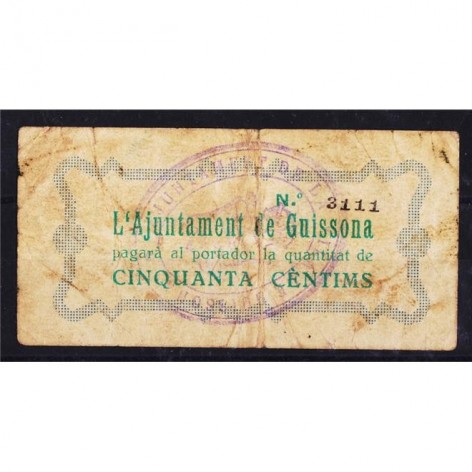 N.º 3111
L'Ajuntament de Guissona
pagarà al portador la quantitat de
CINQUANTA CÈNTIMS